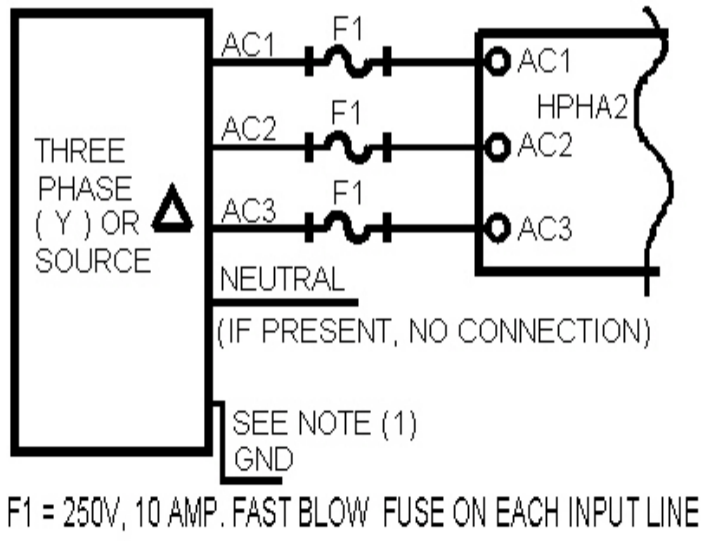 F1
AC1
AC1
HPHA2
F1
AC2
AC2
THREE
PHASE
( Y ) OR Δ
SOURCE
F1
AC3
AC3
NEUTRAL
(IF PRESENT, NO CONNECTION)
SEE NOTE (1)
GND
F1 = 250V, 10 AMP. FAST BLOW FUSE ON EACH INPUT LINE